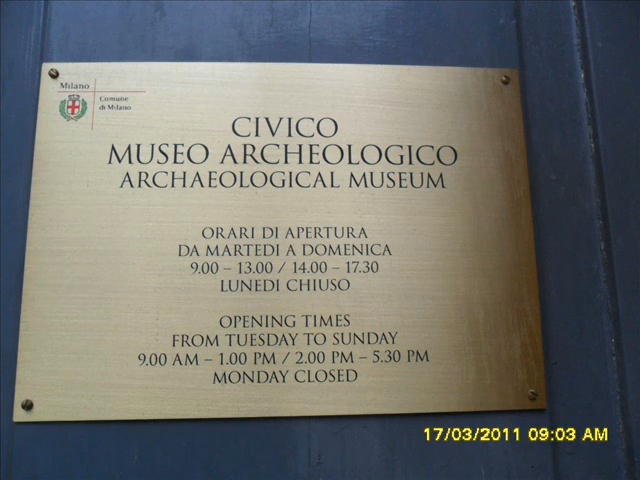 Milano
Comune
di Milano
CIVICO
MUSEO ARCHEOLOGICO
ARCHAEOLOGICAL MUSEUM
ORARI DI APERTURA
DA MARTEDI A DOMENICA
9.00 – 13.00 / 14.00 – 17.30
LUNEDI CHIUSO
OPENING TIMES
FROM TUESDAY TO SUNDAY
9.00 AM – 1.00 PM / 2.00 PM – 5.30 PM
MONDAY CLOSED
17/03/2011 09:03 AM